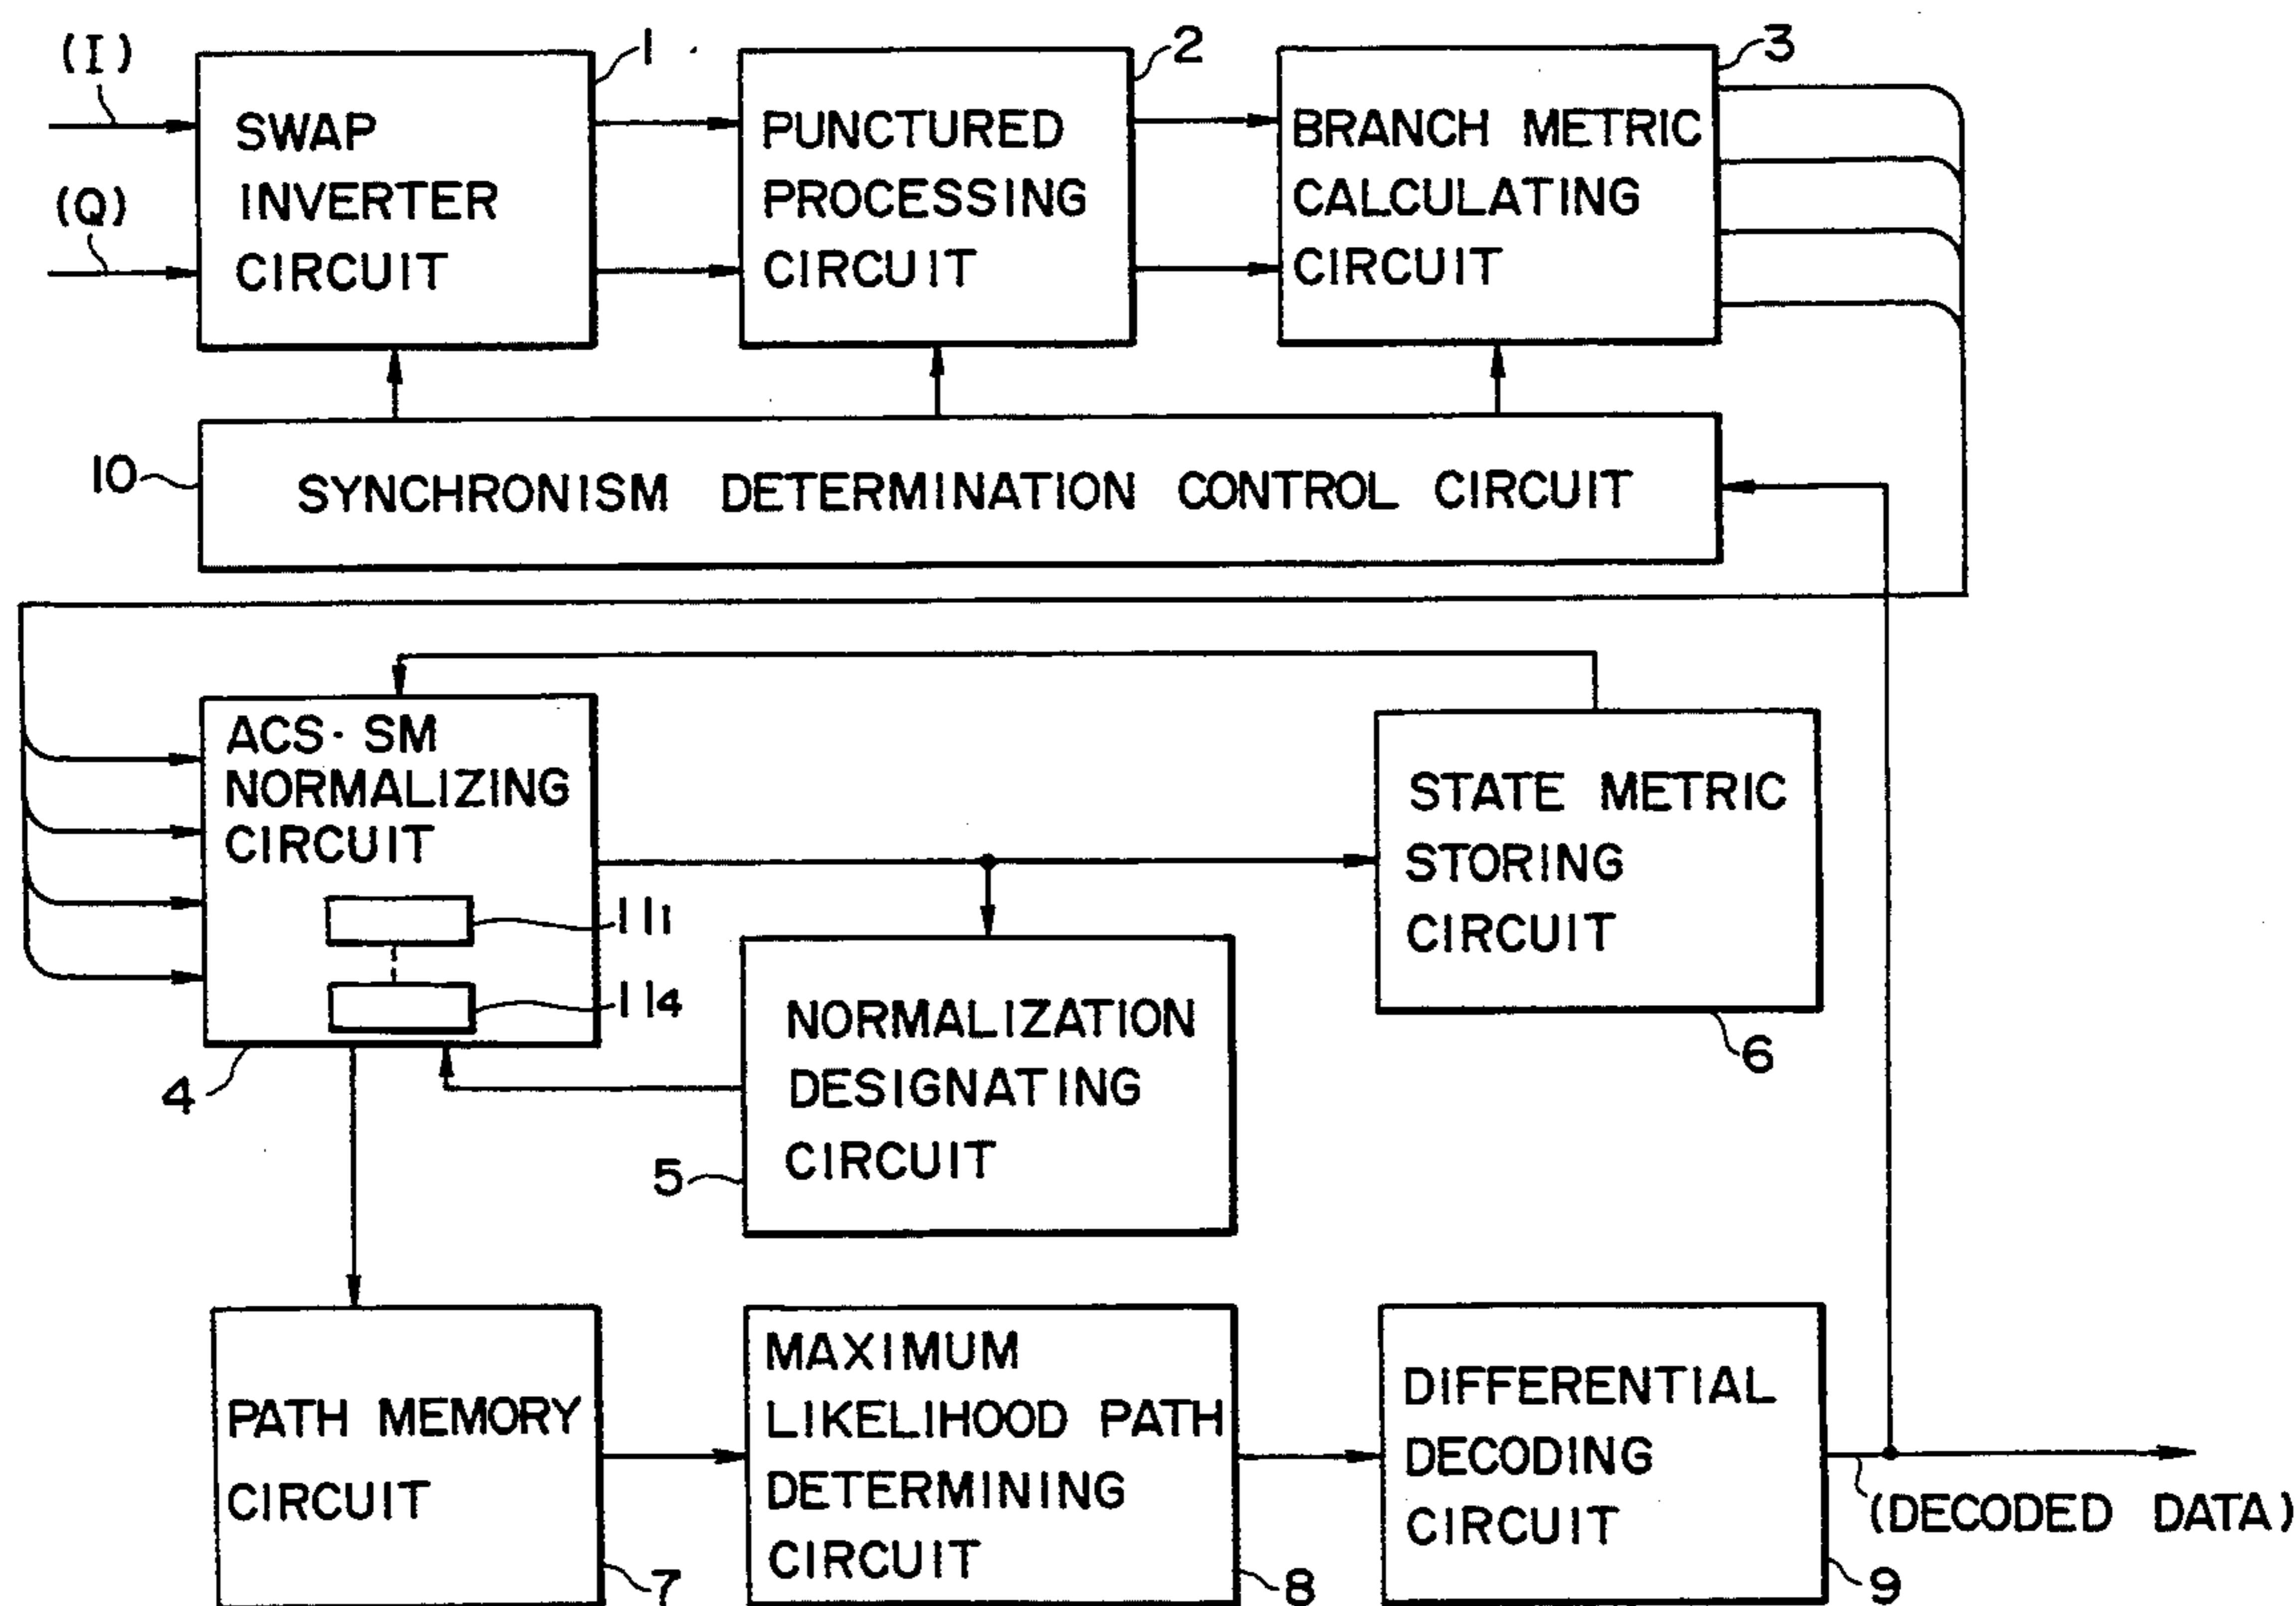 (I)
(Q)
1
SWAP
INVERTER
CIRCUIT
2
PUNCTURED
PROCESSING
CIRCUIT
3
BRANCH METRIC
CALCULATING
CIRCUIT
10
SYNCHRONISM DETERMINATION CONTROL CIRCUIT
ACS· SM
NORMALIZING
CIRCUIT
11₁
11₄
4
STATE METRIC
STORING
CIRCUIT
6
NORMALIZATION
DESIGNATING
CIRCUIT
5
PATH MEMORY
CIRCUIT
7
MAXIMUM
LIKELIHOOD PATH
DETERMINING
CIRCUIT
8
DIFFERENTIAL
DECODING
CIRCUIT
9
(DECODED DATA)